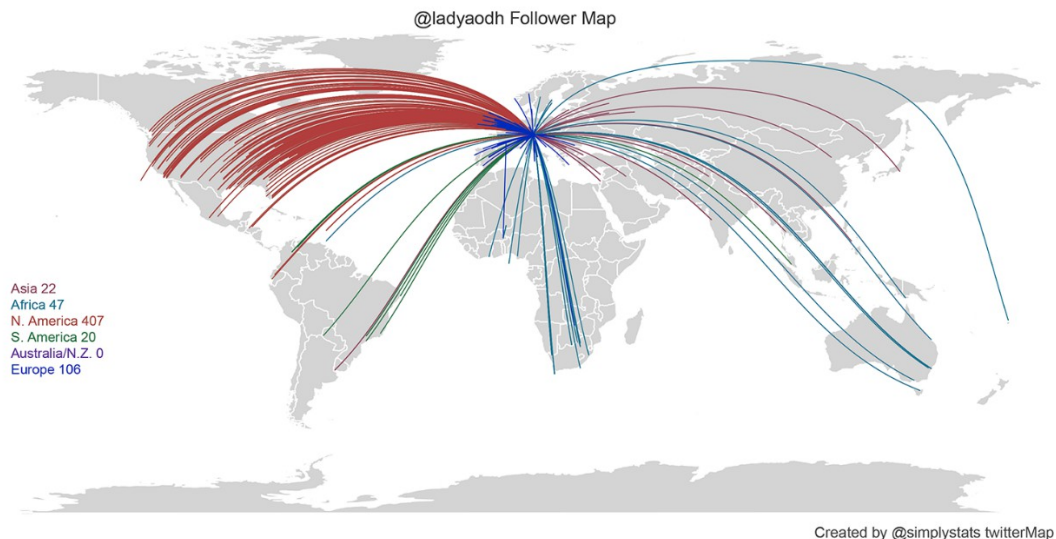 @ladyaodh Follower Map
Asia 22
Africa 47
N. America 407
S. America 20
Australia/N.Z. 0
Europe 106
Created by @simplystats twitterMap